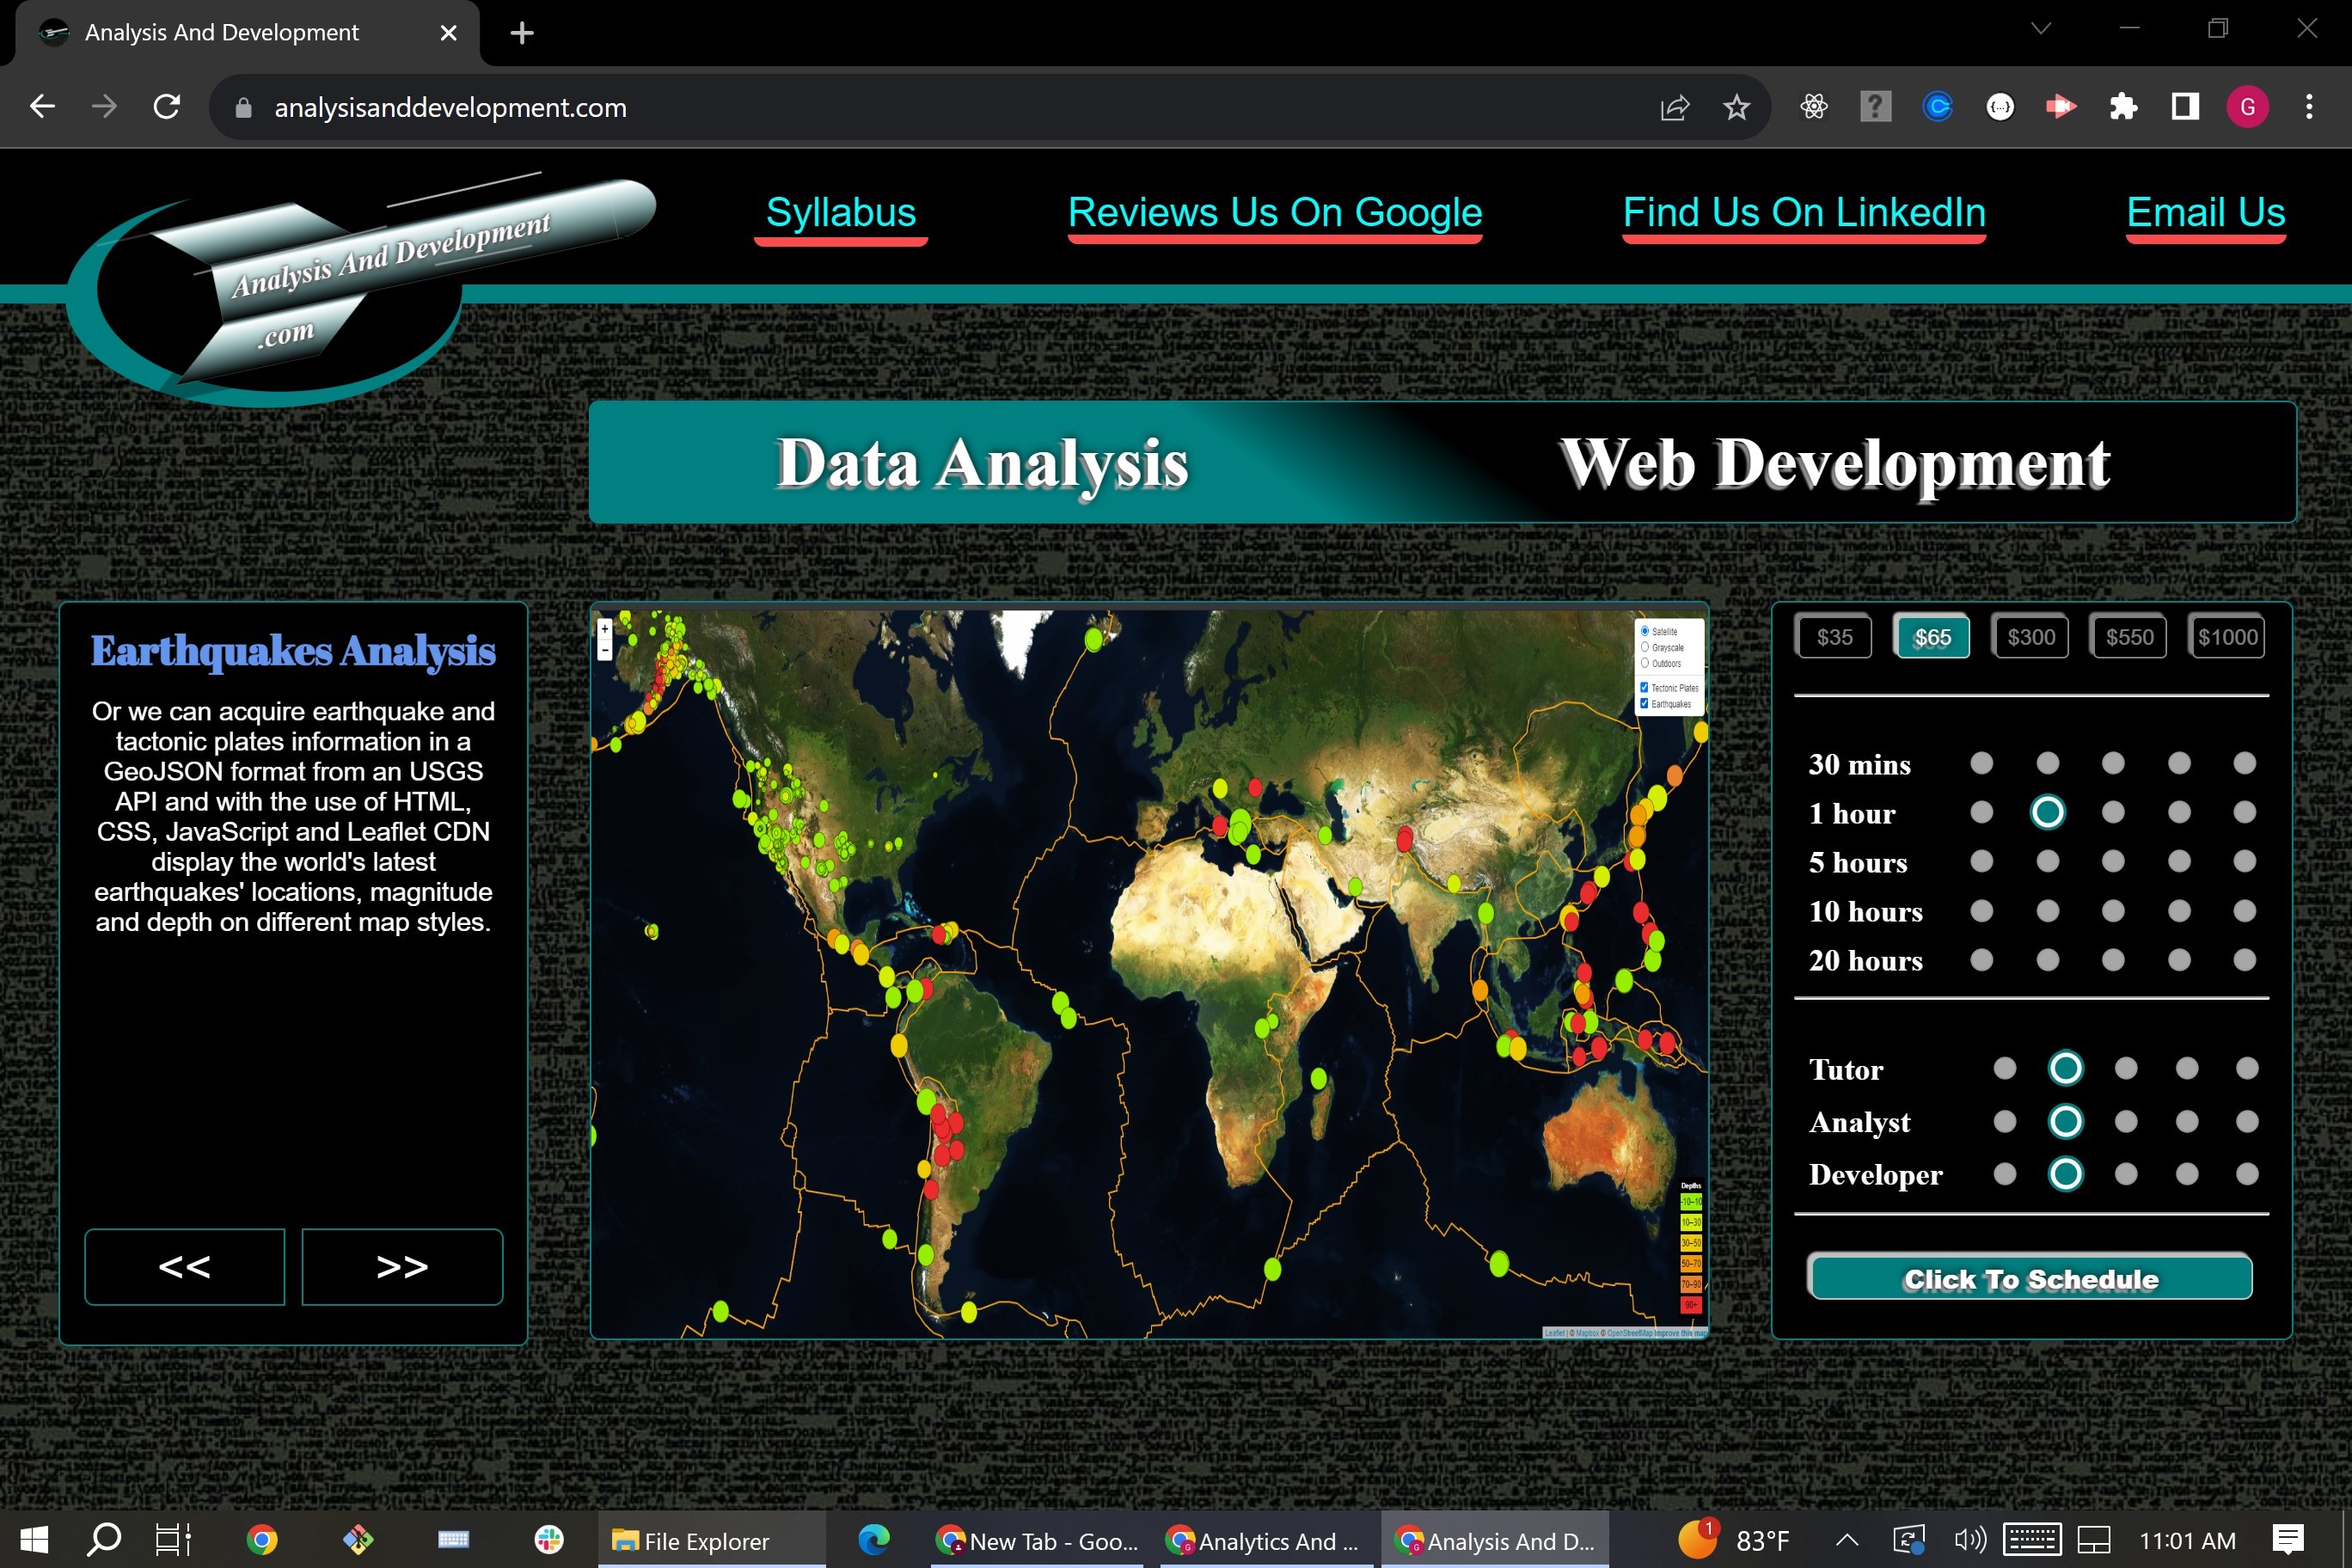 Analysis And Development
analysisanddevelopment.com
G
Analysis And Development
.com
Syllabus
Reviews Us On Google
Find Us On LinkedIn
Email Us
Data Analysis
Web Development
Earthquakes Analysis
Or we can acquire earthquake and
tactonic plates information in a
GeoJSON format from an USGS
API and with the use of HTML,
CSS, JavaScript and Leaflet CDN
display the world's latest
earthquakes' locations, magnitude
and depth on different map styles.
<<
>>
+
−
Satellite
Grayscale
Outdoors
Tectonic Plates
Earthquakes
Depths
-10–10
10–30
30–50
50–70
70–90
90+
Leaflet | © Mapbox © OpenStreetMap Improve this map
$35
$65
$300
$550
$1000
30 mins
1 hour
5 hours
10 hours
20 hours
Tutor
Analyst
Developer
Click To Schedule
File Explorer
New Tab - Goo...
Analytics And ...
Analysis And D...
1
83°F
11:01 AM